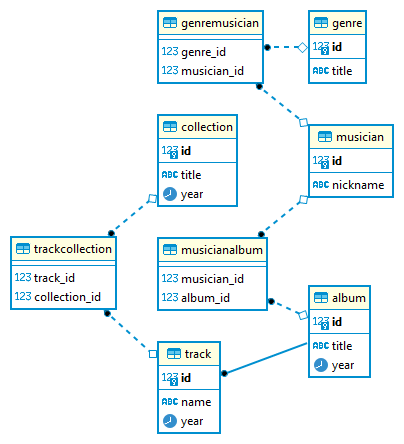 genremusician
123 genre_id
123 musician_id
genre
123 id
ABC title
collection
123 id
ABC title
year
musician
123 id
ABC nickname
trackcollection
123 track_id
123 collection_id
musicianalbum
123 musician_id
123 album_id
album
123 id
ABC title
year
track
123 id
ABC name
year